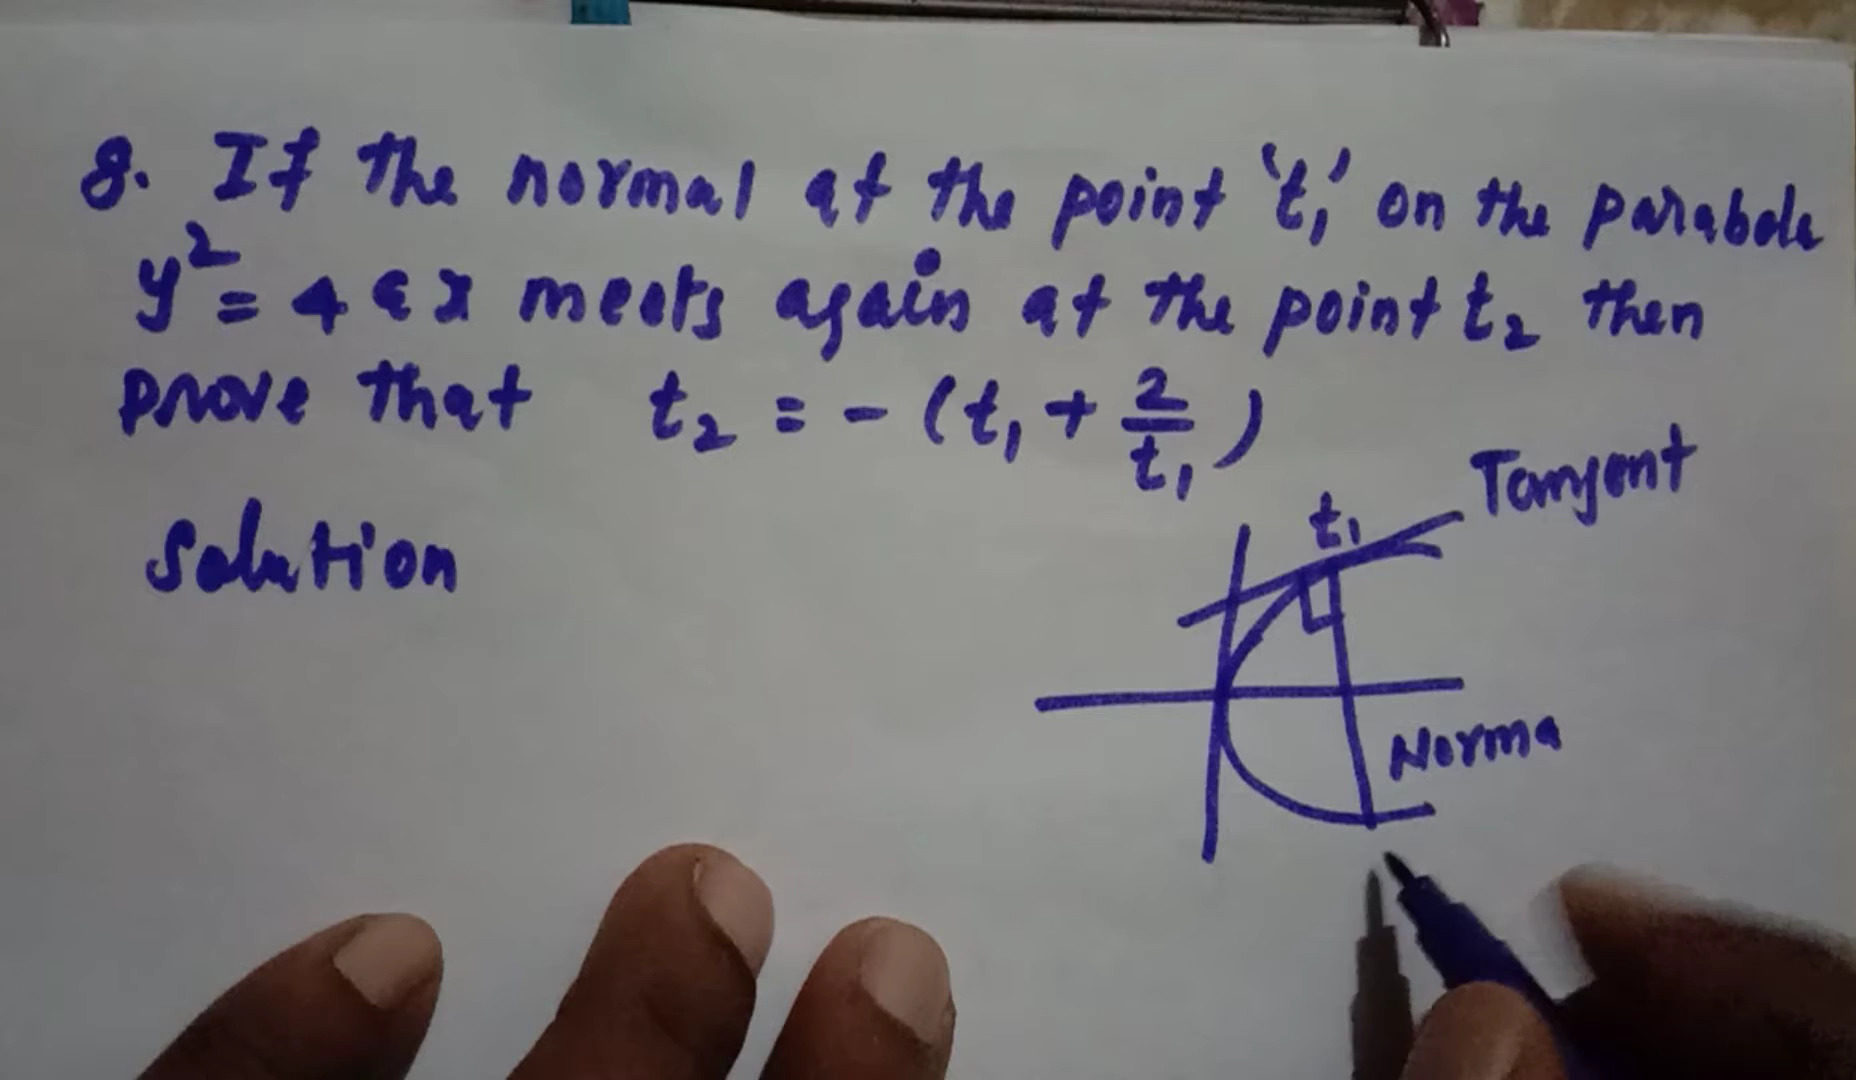 8. If the normal at the point 't₁' on the parabola
y² = 4ax meets again at the point t₂ then
prove that t₂ = - (t₁ + 2/t₁)
Tangent
t₁
Solution
Norma